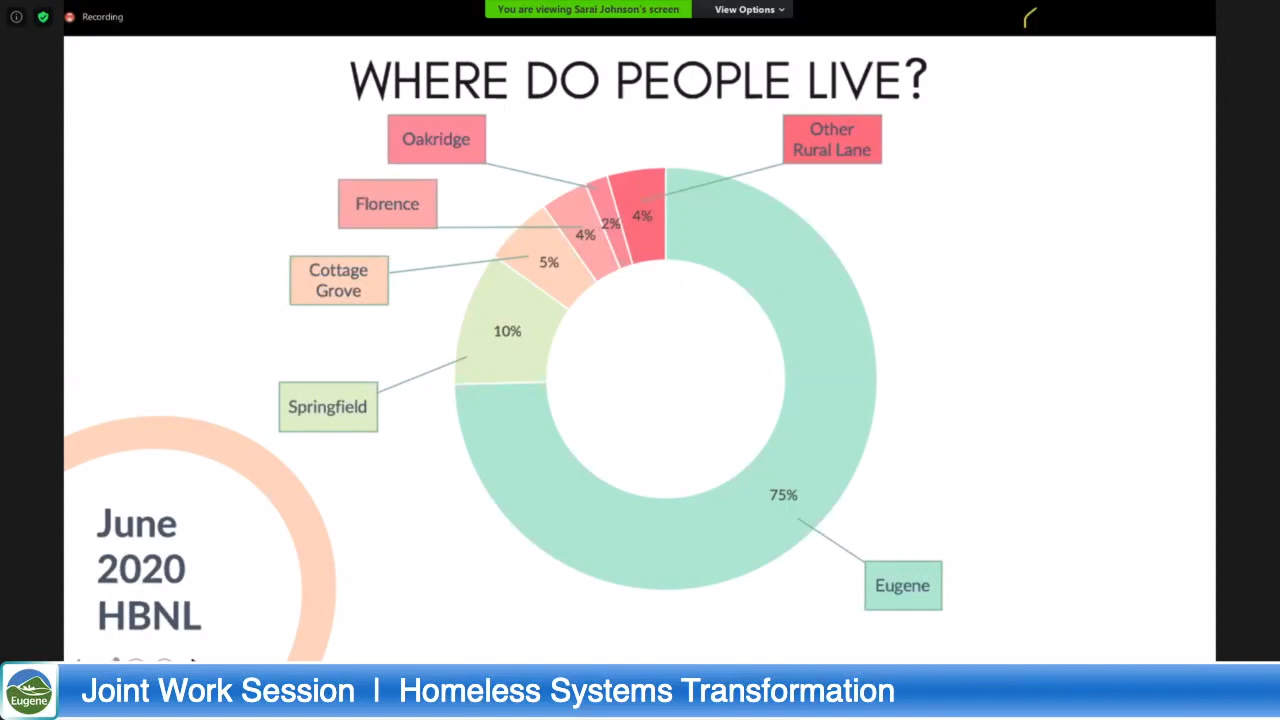 Recording
You are viewing Sarai Johnson's screen
View Options
WHERE DO PEOPLE LIVE?
Oakridge
Other
Rural Lane
Florence
4%
2%
4%
Cottage
Grove
5%
10%
Springfield
75%
Eugene
June
2020
HBNL
Eugene
Joint Work Session | Homeless Systems Transformation